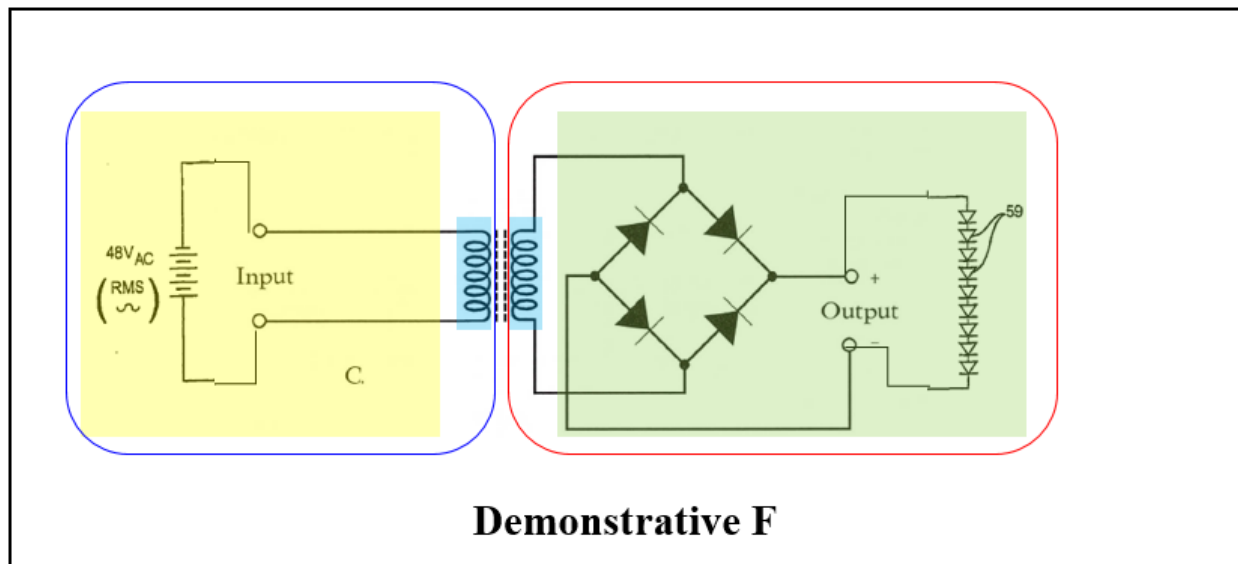 59
48VAC
(RMS
∼)
Input
+
Output
−
C.
Demonstrative F